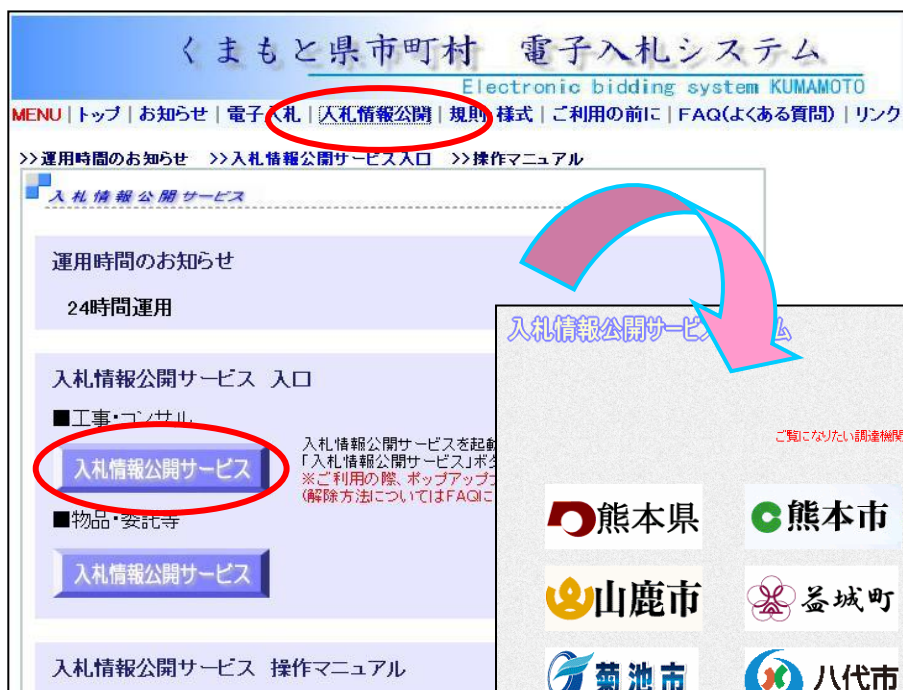 くまもと県市町村 電子入札システム
Electronic bidding system KUMAMOTO
MENU|トップ|お知らせ|電子入札|入札情報公開|規則・様式|ご利用の前に|FAQ(よくある質問)|リンク
>>運用時間のお知らせ >>入札情報公開サービス入口 >>操作マニュアル
入札情報公開サービス
運用時間のお知らせ
24時間運用
入札情報公開サービス 入口
■工事・コンサル
入札情報公開サービス
入札情報公開サービスを起動
「入札情報公開サービス」ボタ
※ご利用の際、ポップアップブ
(解除方法についてはFAQに
■物品・委託等
入札情報公開サービス
入札情報公開サービス 操作マニュアル
入札情報公開サービ
ム
ご覧になりたい調達機関
熊本県
熊本市
山鹿市
益城町
菊池市
八代市